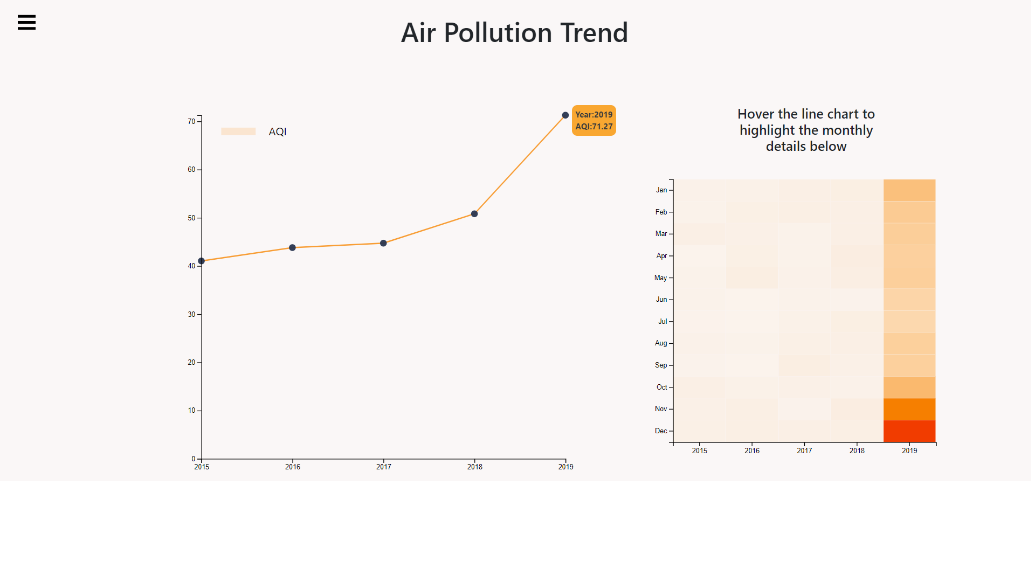 Air Pollution Trend
AQI
Year:2019
AQI:71.27
70
60
50
40
30
20
10
0
2015 2016 2017 2018 2019
Hover the line chart to
highlight the monthly
details below
Jan
Feb
Mar
Apr
May
Jun
Jul
Aug
Sep
Oct
Nov
Dec
2015 2016 2017 2018 2019